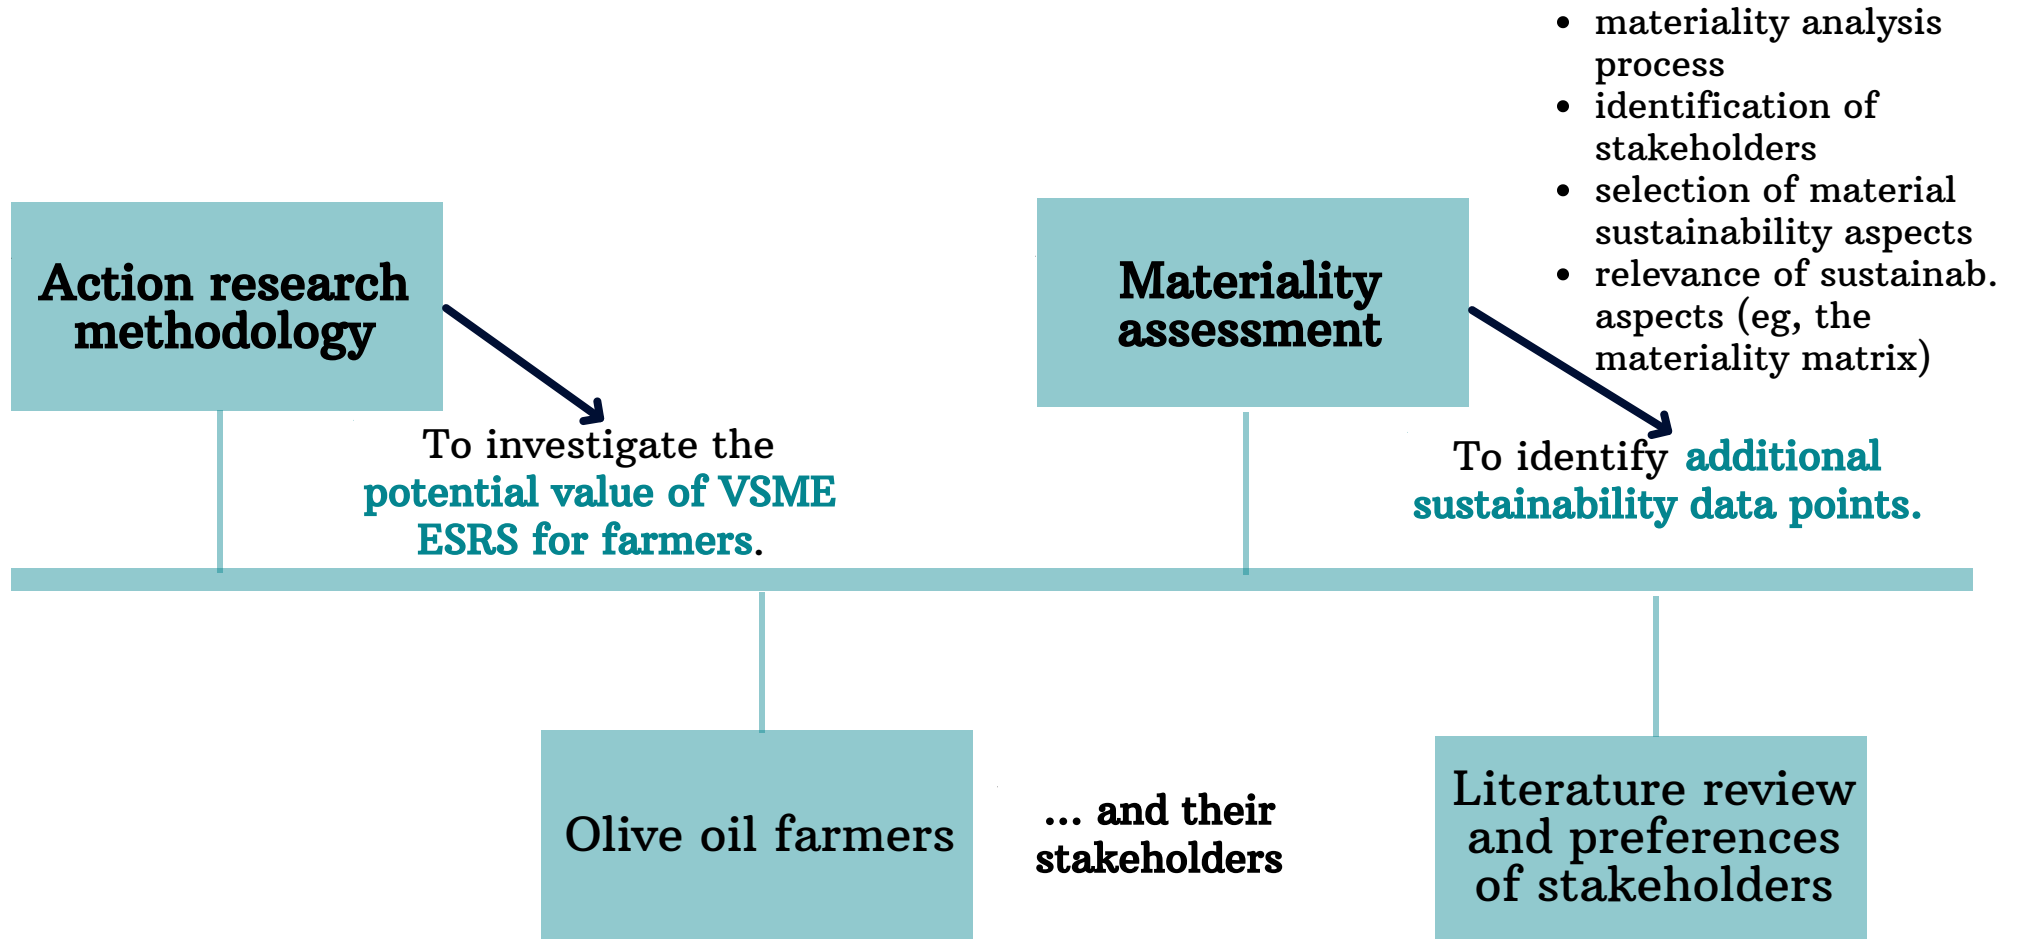 • materiality analysis
process
• identification of
stakeholders
• selection of material
sustainability aspects
• relevance of sustainab.
aspects (eg, the
materiality matrix)
Action research
methodology
Materiality
assessment
To investigate the
potential value of VSME
ESRS for farmers.
To identify additional
sustainability data points.
Olive oil farmers
... and their
stakeholders
Literature review
and preferences
of stakeholders